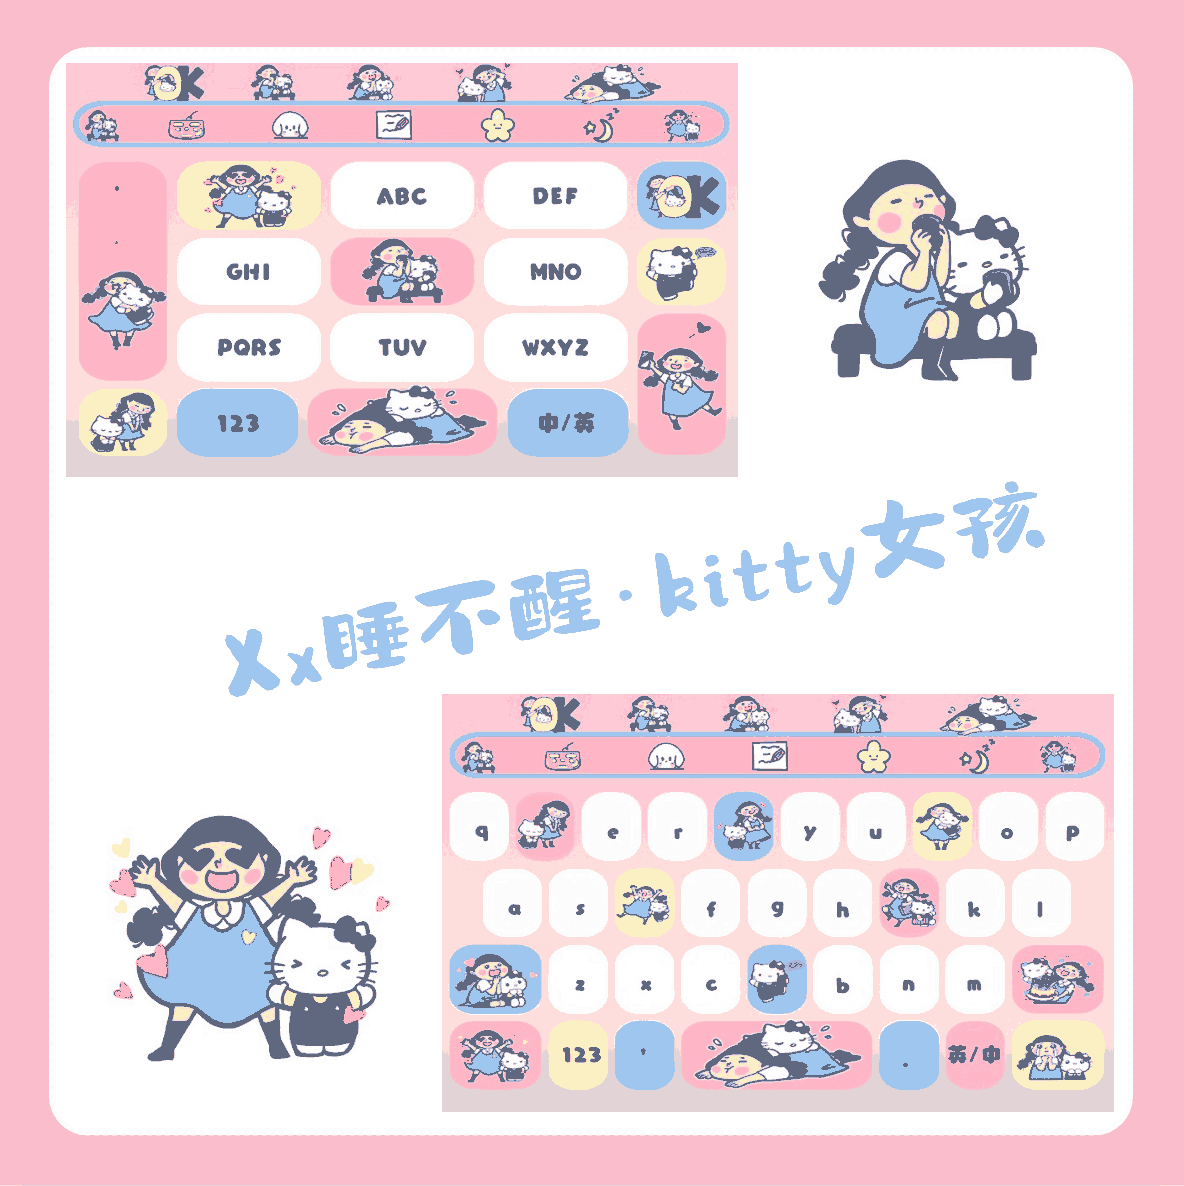 OK
ABC DEF OK
GHI MNO
PQRS TUV WXYZ
123 中/英
Xx睡不醒·kitty女孩
OK
q e r y u o p
a s f g h k l
z x c b n m
123 ' . 英/中